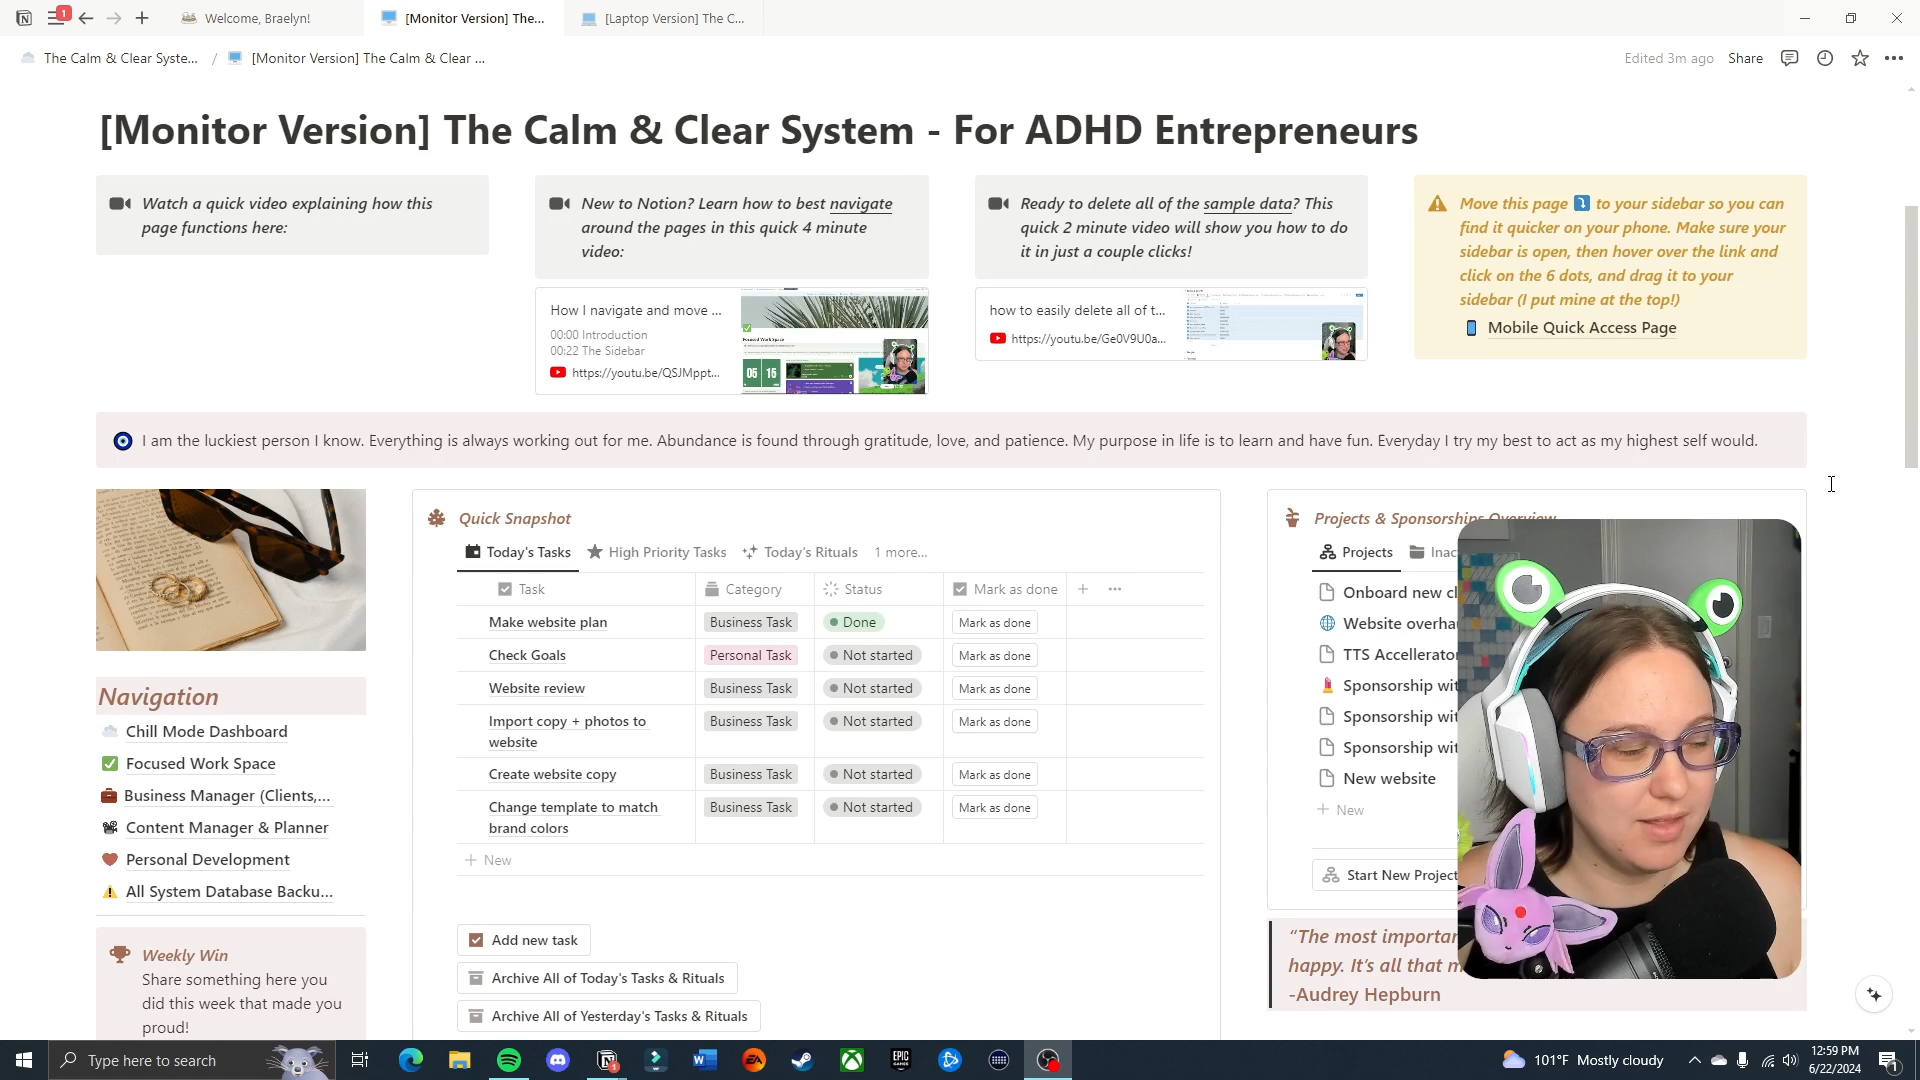 1
Welcome, Braelyn!
[Monitor Version] The...
[Laptop Version] The C...
The Calm & Clear Syste... / [Monitor Version] The Calm & Clear ...
Edited 3m ago
Share
[Monitor Version] The Calm & Clear System - For ADHD Entrepreneurs
Watch a quick video explaining how this
page functions here:
New to Notion? Learn how to best navigate
around the pages in this quick 4 minute
video:
How I navigate and move ...
00:00 Introduction
00:22 The Sidebar
https://youtu.be/QSJMppt...
05 15
Ready to delete all of the sample data? This
quick 2 minute video will show you how to do
it in just a couple clicks!
how to easily delete all of t...
https://youtu.be/Ge0V9U0a...
Move this page ⤵ to your sidebar so you can
find it quicker on your phone. Make sure your
sidebar is open, then hover over the link and
click on the 6 dots, and drag it to your
sidebar (I put mine at the top!)
Mobile Quick Access Page
I am the luckiest person I know. Everything is always working out for me. Abundance is found through gratitude, love, and patience. My purpose in life is to learn and have fun. Everyday I try my best to act as my highest self would.
Navigation
Chill Mode Dashboard
Focused Work Space
Business Manager (Clients,...
Content Manager & Planner
Personal Development
All System Database Backu...
Weekly Win
Share something here you
did this week that made you
proud!
Quick Snapshot
Today's Tasks High Priority Tasks Today's Rituals 1 more...
Task Category Status Mark as done
Make website plan Business Task Done Mark as done
Check Goals Personal Task Not started Mark as done
Website review Business Task Not started Mark as done
Import copy + photos to Business Task Not started Mark as done
website
Create website copy Business Task Not started Mark as done
Change template to match Business Task Not started Mark as done
brand colors
+ New
Add new task
Archive All of Today's Tasks & Rituals
Archive All of Yesterday's Tasks & Rituals
Projects & Sponsorships Overview
Projects Inac
Onboard new cl
Website overha
TTS Accellerato
Sponsorship wit
Sponsorship wit
Sponsorship wit
New website
+ New
Start New Project
“The most importan
happy. It’s all that m
-Audrey Hepburn
Type here to search
101°F Mostly cloudy
12:59 PM
6/22/2024
1